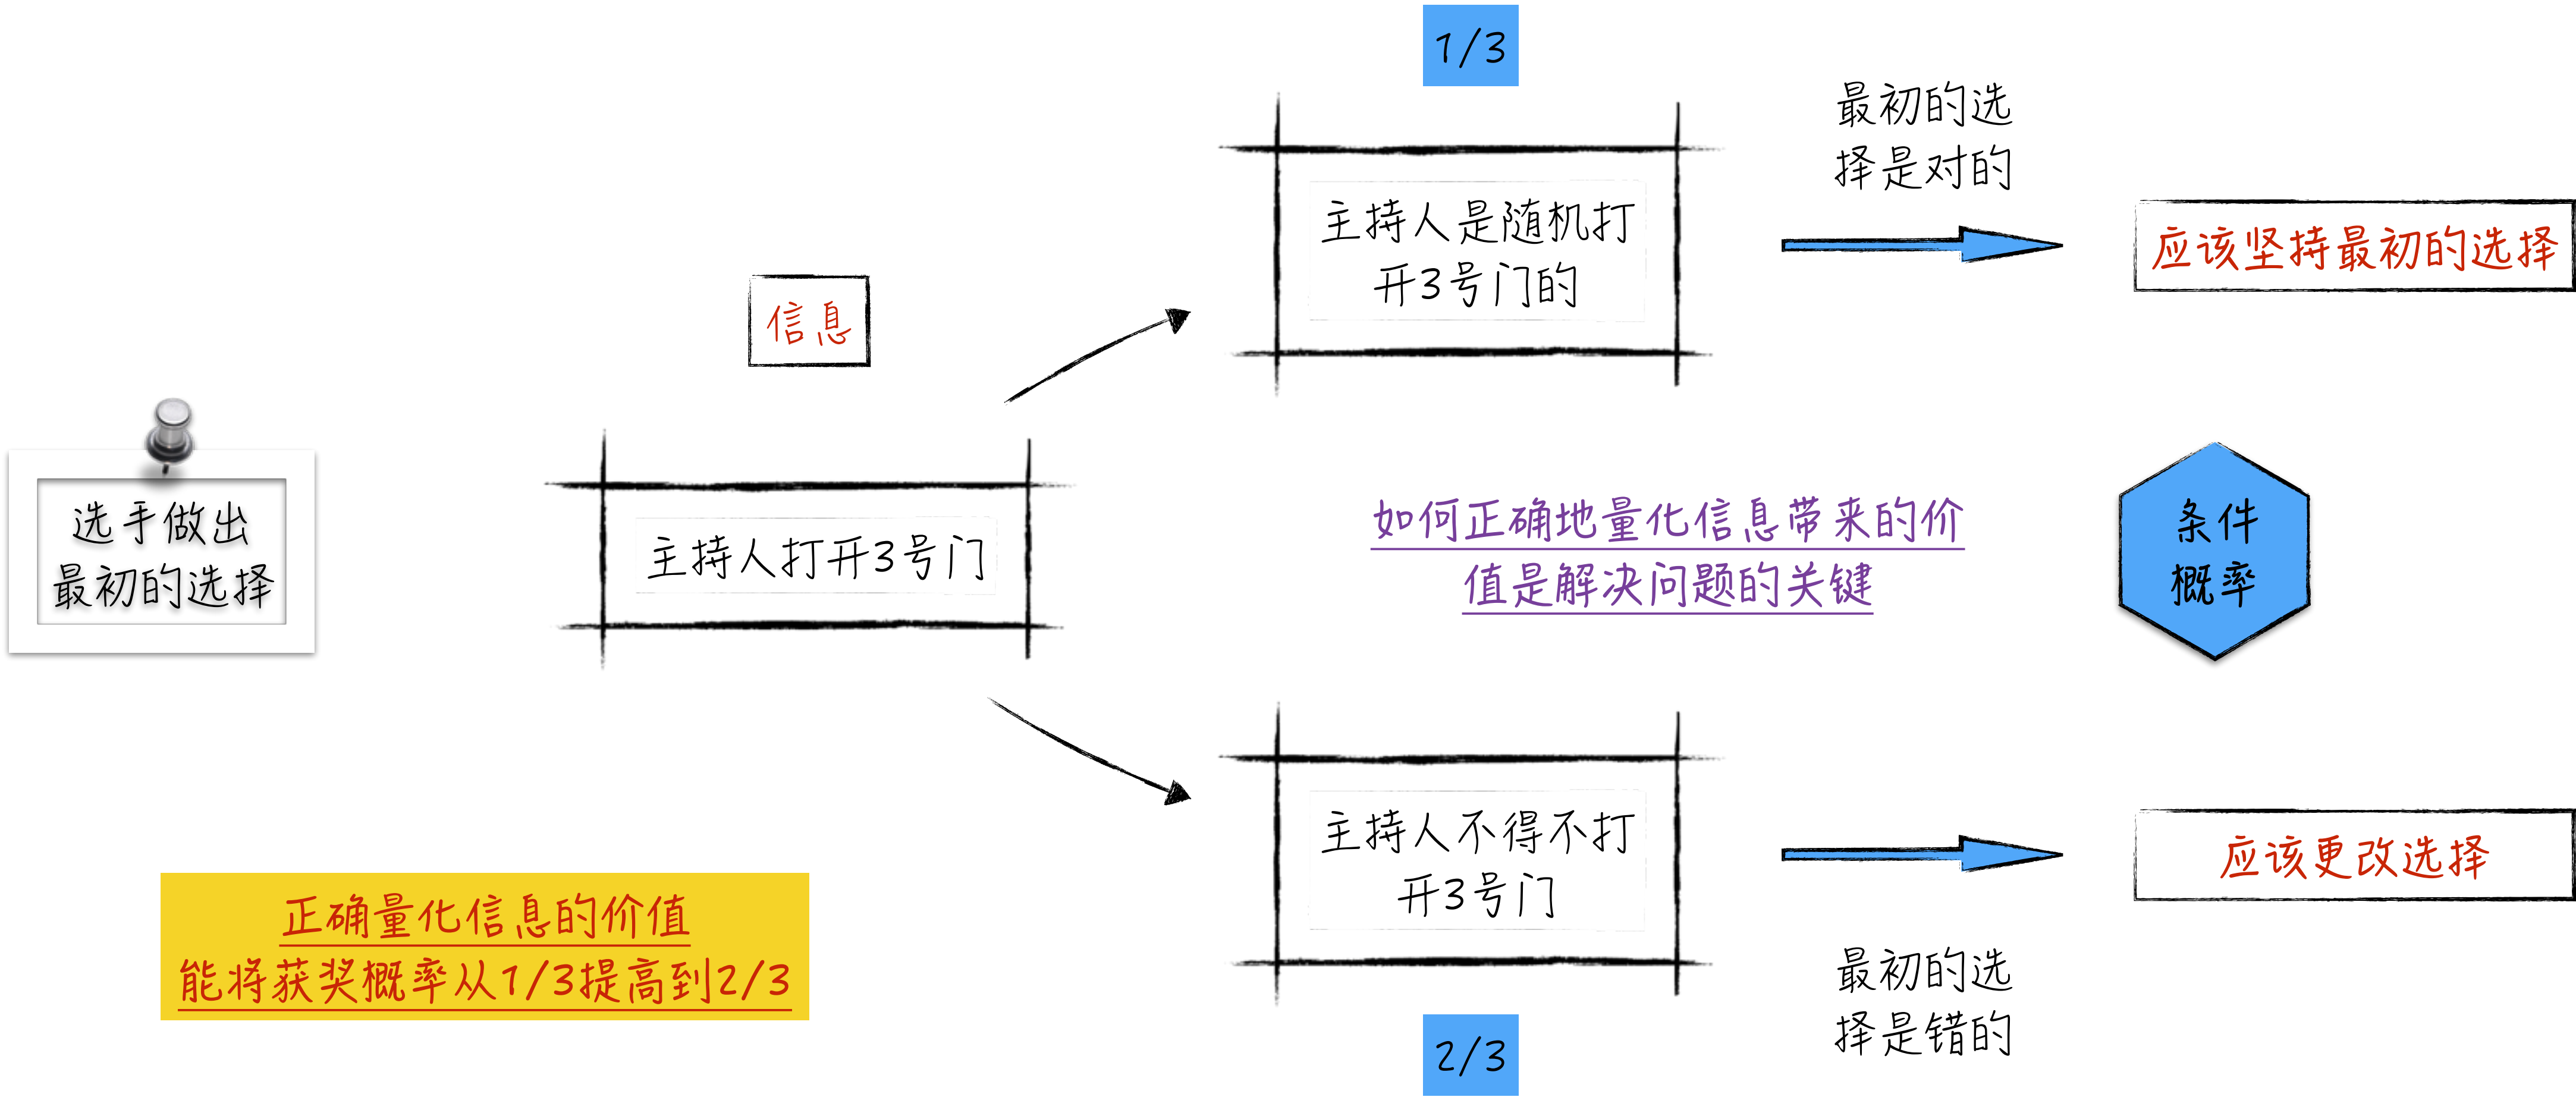 选手做出
最初的选择
信息
主持人打开3号门
1/3
主持人是随机打
开3号门的
最初的选
择是对的
应该坚持最初的选择
如何正确地量化信息带来的价
值是解决问题的关键
条件
概率
主持人不得不打
开3号门
2/3
最初的选
择是错的
应该更改选择
正确量化信息的价值
能将获奖概率从1/3提高到2/3